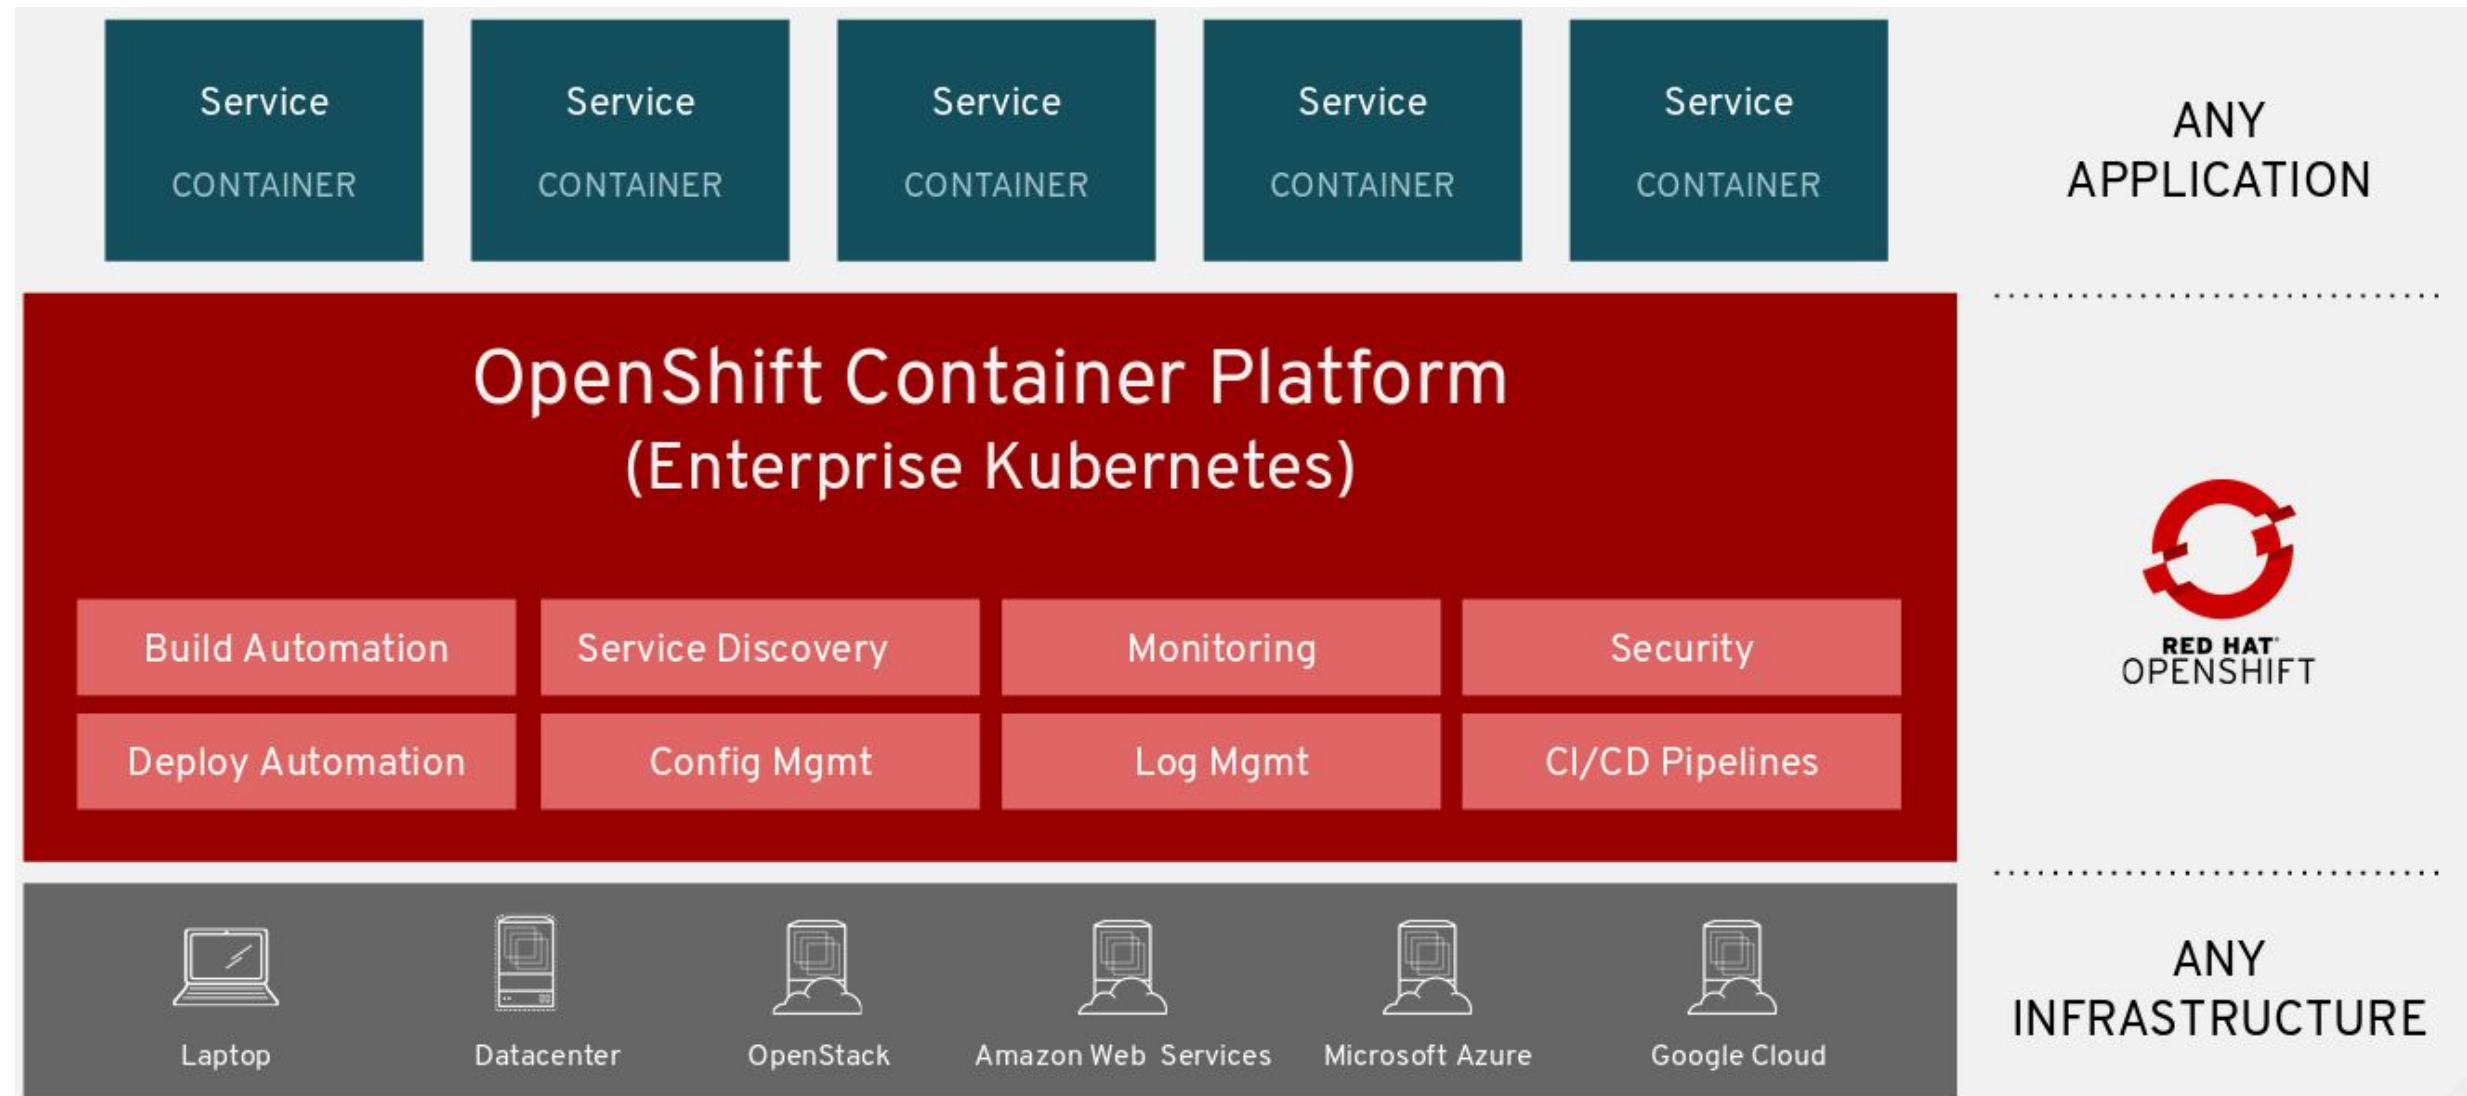 Service
CONTAINER
Service
CONTAINER
Service
CONTAINER
Service
CONTAINER
Service
CONTAINER
ANY
APPLICATION
OpenShift Container Platform
(Enterprise Kubernetes)
Build Automation
Service Discovery
Monitoring
Security
Deploy Automation
Config Mgmt
Log Mgmt
CI/CD Pipelines
RED HAT
OPENSHIFT
Laptop
Datacenter
OpenStack
Amazon Web Services
Microsoft Azure
Google Cloud
ANY
INFRASTRUCTURE